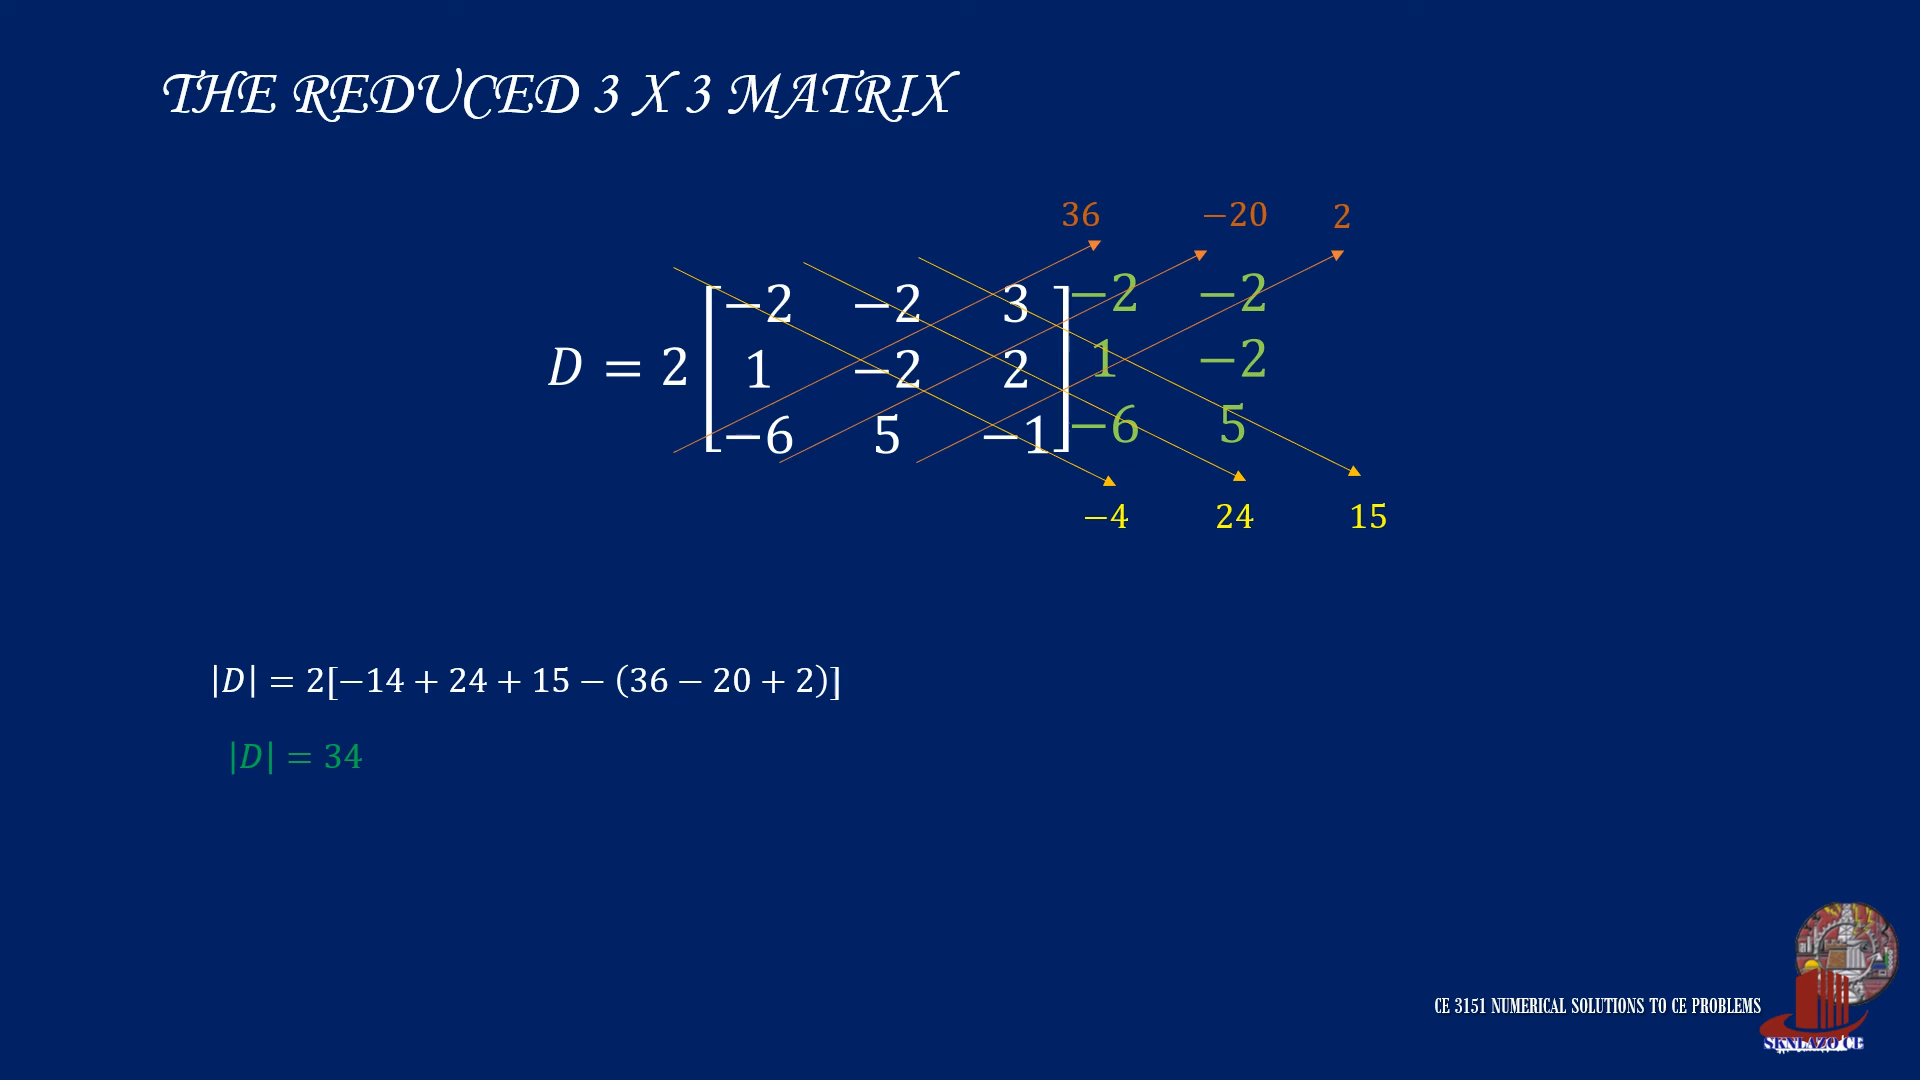 THE REDUCED 3 X 3 MATRIX
36 −20 2
−2 −2 3 −2 −2
D = 2 1 −2 2 1 −2
−6 5 −1 −6 5
−4 24 15
|D| = 2[−14 + 24 + 15 − (36 − 20 + 2)]
|D| = 34
CE 3151 NUMERICAL SOLUTIONS TO CE PROBLEMS
SKNLAZO CE